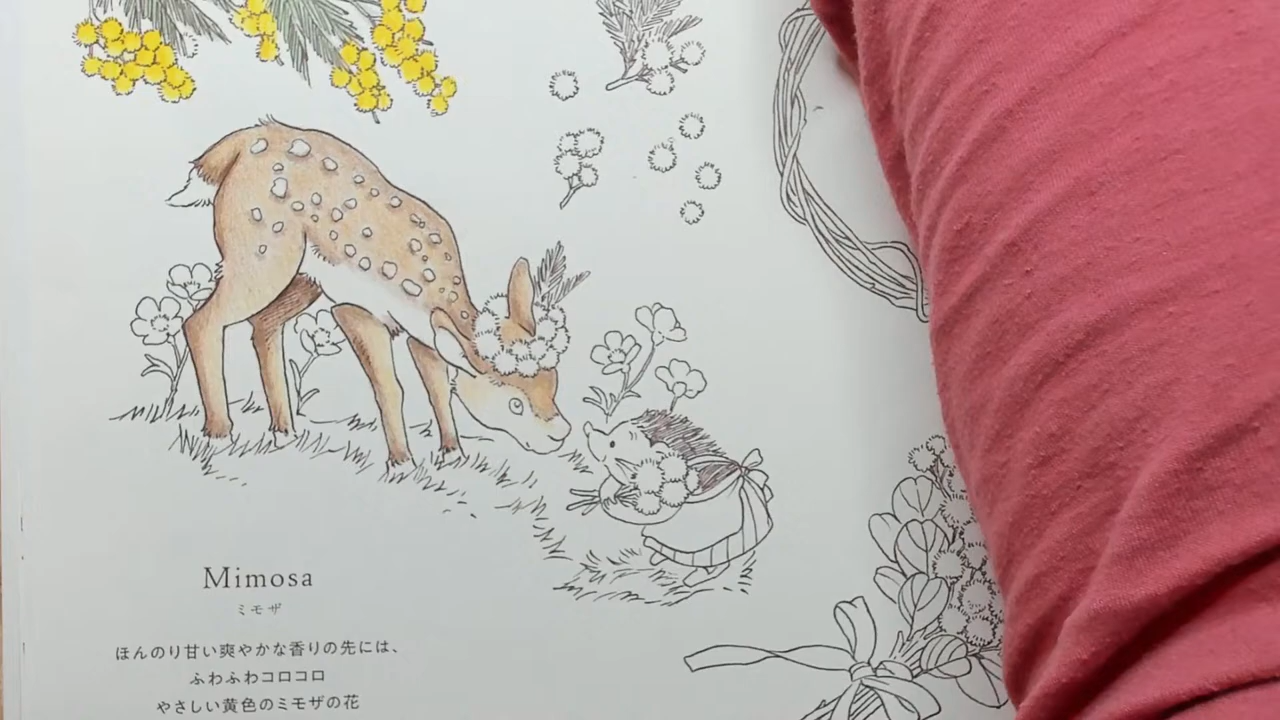 Mimosa
ミモザ
ほんのり甘い爽やかな香りの先には、
ふわふわコロコロ
やさしい黄色のミモザの花